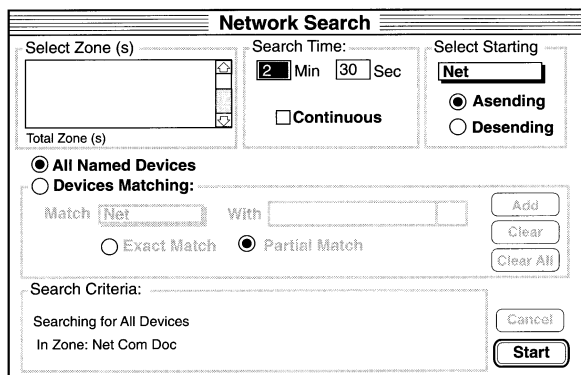 Network Search
Select Zone (s)
Total Zone (s)
Search Time:
2 Min 30 Sec
Continuous
Select Starting
Net
Asending
Desending
All Named Devices
Devices Matching:
Match Net With
Exact Match Partial Match
Add
Clear
Clear All
Search Criteria:
Searching for All Devices
In Zone: Net Com Doc
Cancel
Start